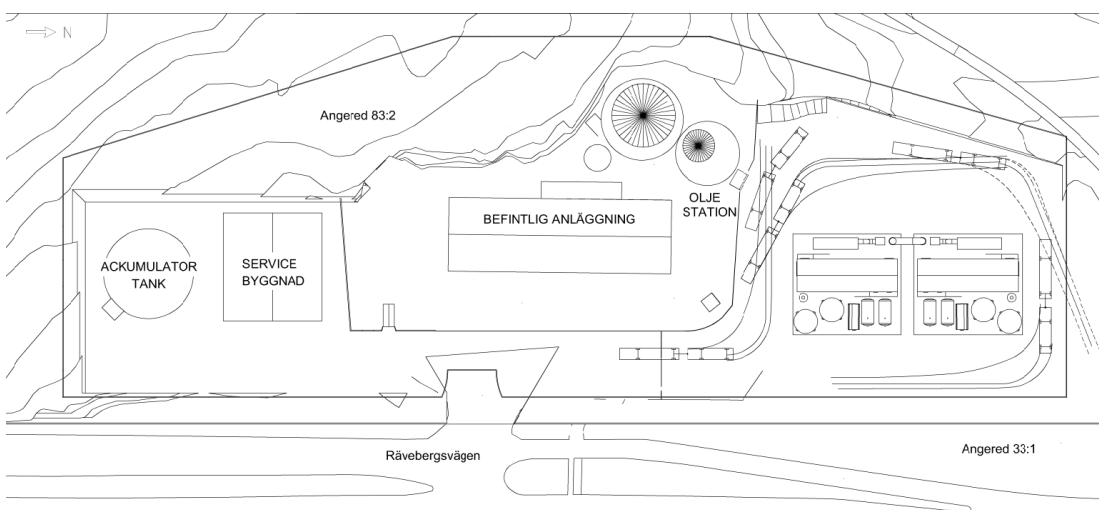 N
Angered 83:2
OLJE
STATION
BEFINTLIG ANLÄGGNING
ACKUMULATOR
TANK
SERVICE
BYGGNAD
Rävebergsvägen
Angered 33:1